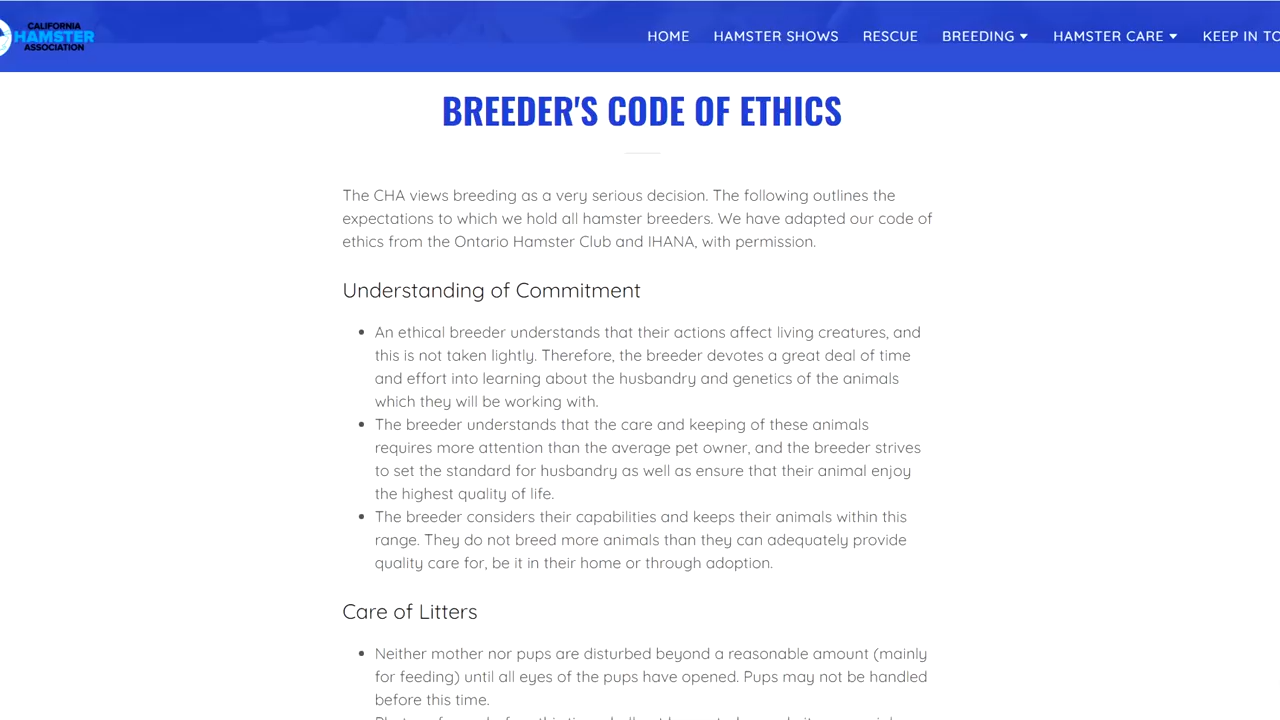 CALIFORNIA
HAMSTER
ASSOCIATION
HOME HAMSTER SHOWS RESCUE BREEDING HAMSTER CARE KEEP IN
BREEDER'S CODE OF ETHICS
The CHA views breeding as a very serious decision. The following outlines the
expectations to which we hold all hamster breeders. We have adapted our code of
ethics from the Ontario Hamster Club and IHANA, with permission.
Understanding of Commitment
• An ethical breeder understands that their actions affect living creatures, and
this is not taken lightly. Therefore, the breeder devotes a great deal of time
and effort into learning about the husbandry and genetics of the animals
which they will be working with.
• The breeder understands that the care and keeping of these animals
requires more attention than the average pet owner, and the breeder strives
to set the standard for husbandry as well as ensure that their animal enjoy
the highest quality of life.
• The breeder considers their capabilities and keeps their animals within this
range. They do not breed more animals than they can adequately provide
quality care for, be it in their home or through adoption.
Care of Litters
• Neither mother nor pups are disturbed beyond a reasonable amount (mainly
for feeding) until all eyes of the pups have opened. Pups may not be handled
before this time.